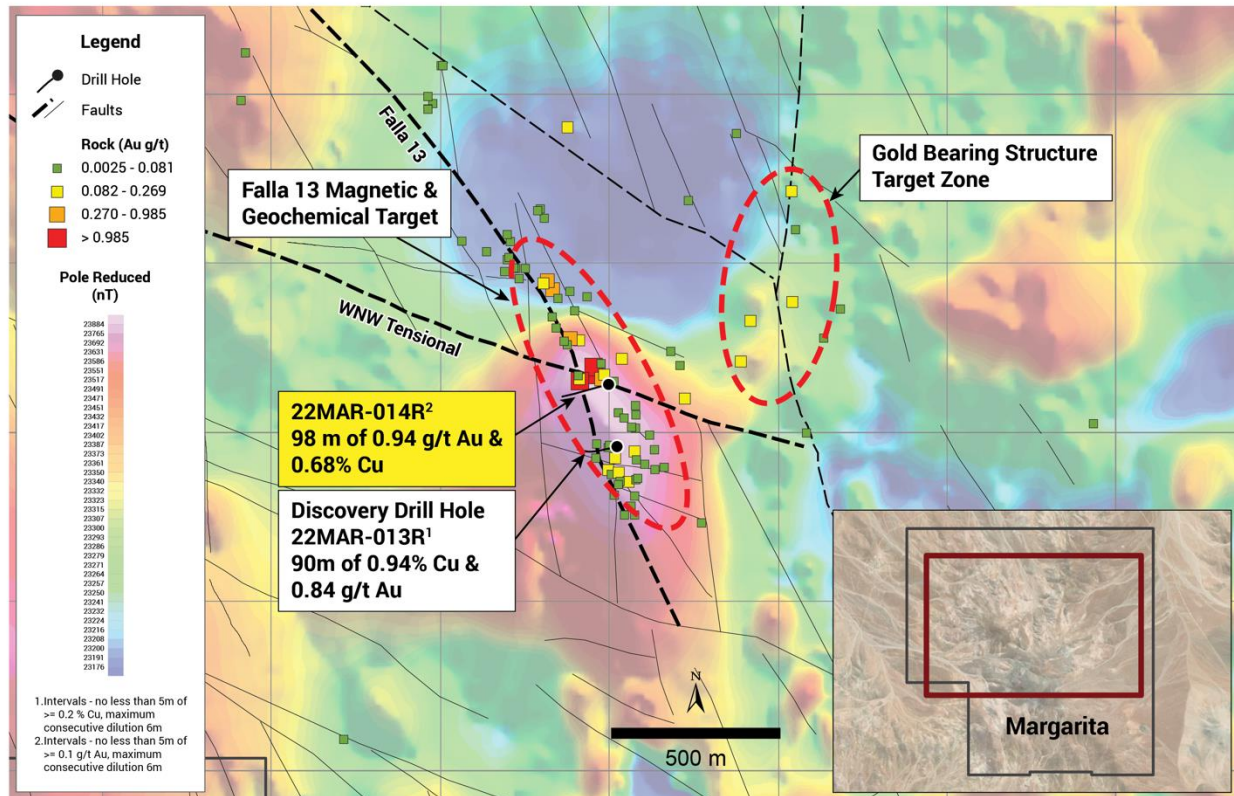 Legend
Drill Hole
Faults
Rock (Au g/t)
0.0025 - 0.081
0.082 - 0.269
0.270 - 0.985
> 0.985
Pole Reduced
(nT)
23884
23765
23692
23631
23586
23551
23517
23491
23471
23451
23432
23417
23402
23387
23373
23361
23350
23340
23332
23323
23315
23307
23300
23293
23286
23279
23271
23264
23257
23250
23241
23232
23224
23216
23208
23200
23191
23176
1.Intervals - no less than 5m of
>= 0.2 % Cu, maximum
consecutive dilution 6m
2.Intervals - no less than 5m of
>= 0.1 g/t Au, maximum
consecutive dilution 6m
Falla 13
Falla 13 Magnetic &
Geochemical Target
WNW Tensional
Gold Bearing Structure
Target Zone
22MAR-014R²
98 m of 0.94 g/t Au &
0.68% Cu
Discovery Drill Hole
22MAR-013R¹
90m of 0.94% Cu &
0.84 g/t Au
N
500 m
Margarita